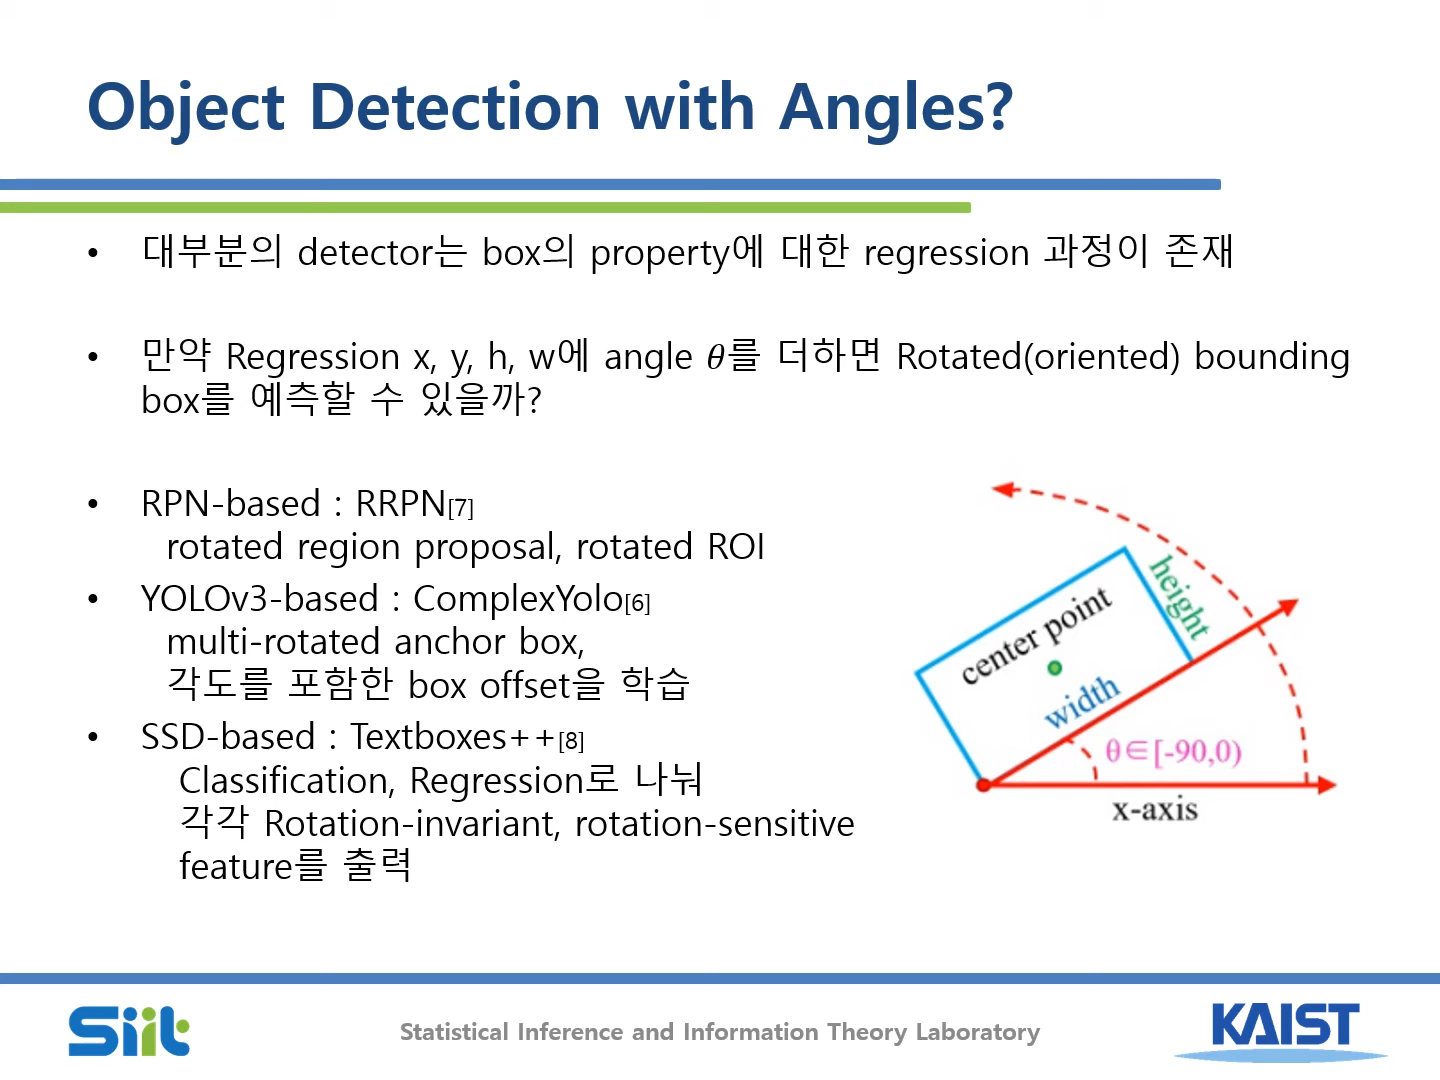 Object Detection with Angles?
• 대부분의 detector는 box의 property에 대한 regression 과정이 존재
• 만약 Regression x, y, h, w에 angle θ를 더하면 Rotated(oriented) bounding
box를 예측할 수 있을까?
• RPN-based : RRPN[7]
rotated region proposal, rotated ROI
• YOLOv3-based : ComplexYolo[6]
multi-rotated anchor box,
각도를 포함한 box offset을 학습
• SSD-based : Textboxes++[8]
Classification, Regression로 나눠
각각 Rotation-invariant, rotation-sensitive
feature를 출력
height
center point
width
θ∈[-90,0)
x-axis
Siit
Statistical Inference and Information Theory Laboratory
KAIST